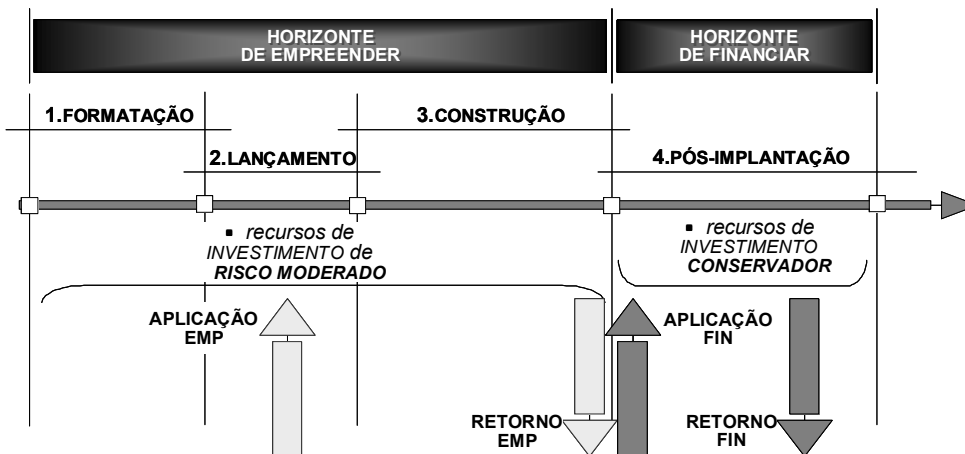 HORIZONTE
DE EMPREENDER
HORIZONTE
DE FINANCIAR
1.FORMATAÇÃO
3.CONSTRUÇÃO
2.LANÇAMENTO
4.PÓS-IMPLANTAÇÃO
▪ recursos de
INVESTIMENTO de
RISCO MODERADO
▪ recursos de
INVESTIMENTO
CONSERVADOR
APLICAÇÃO
EMP
APLICAÇÃO
FIN
RETORNO
EMP
RETORNO
FIN